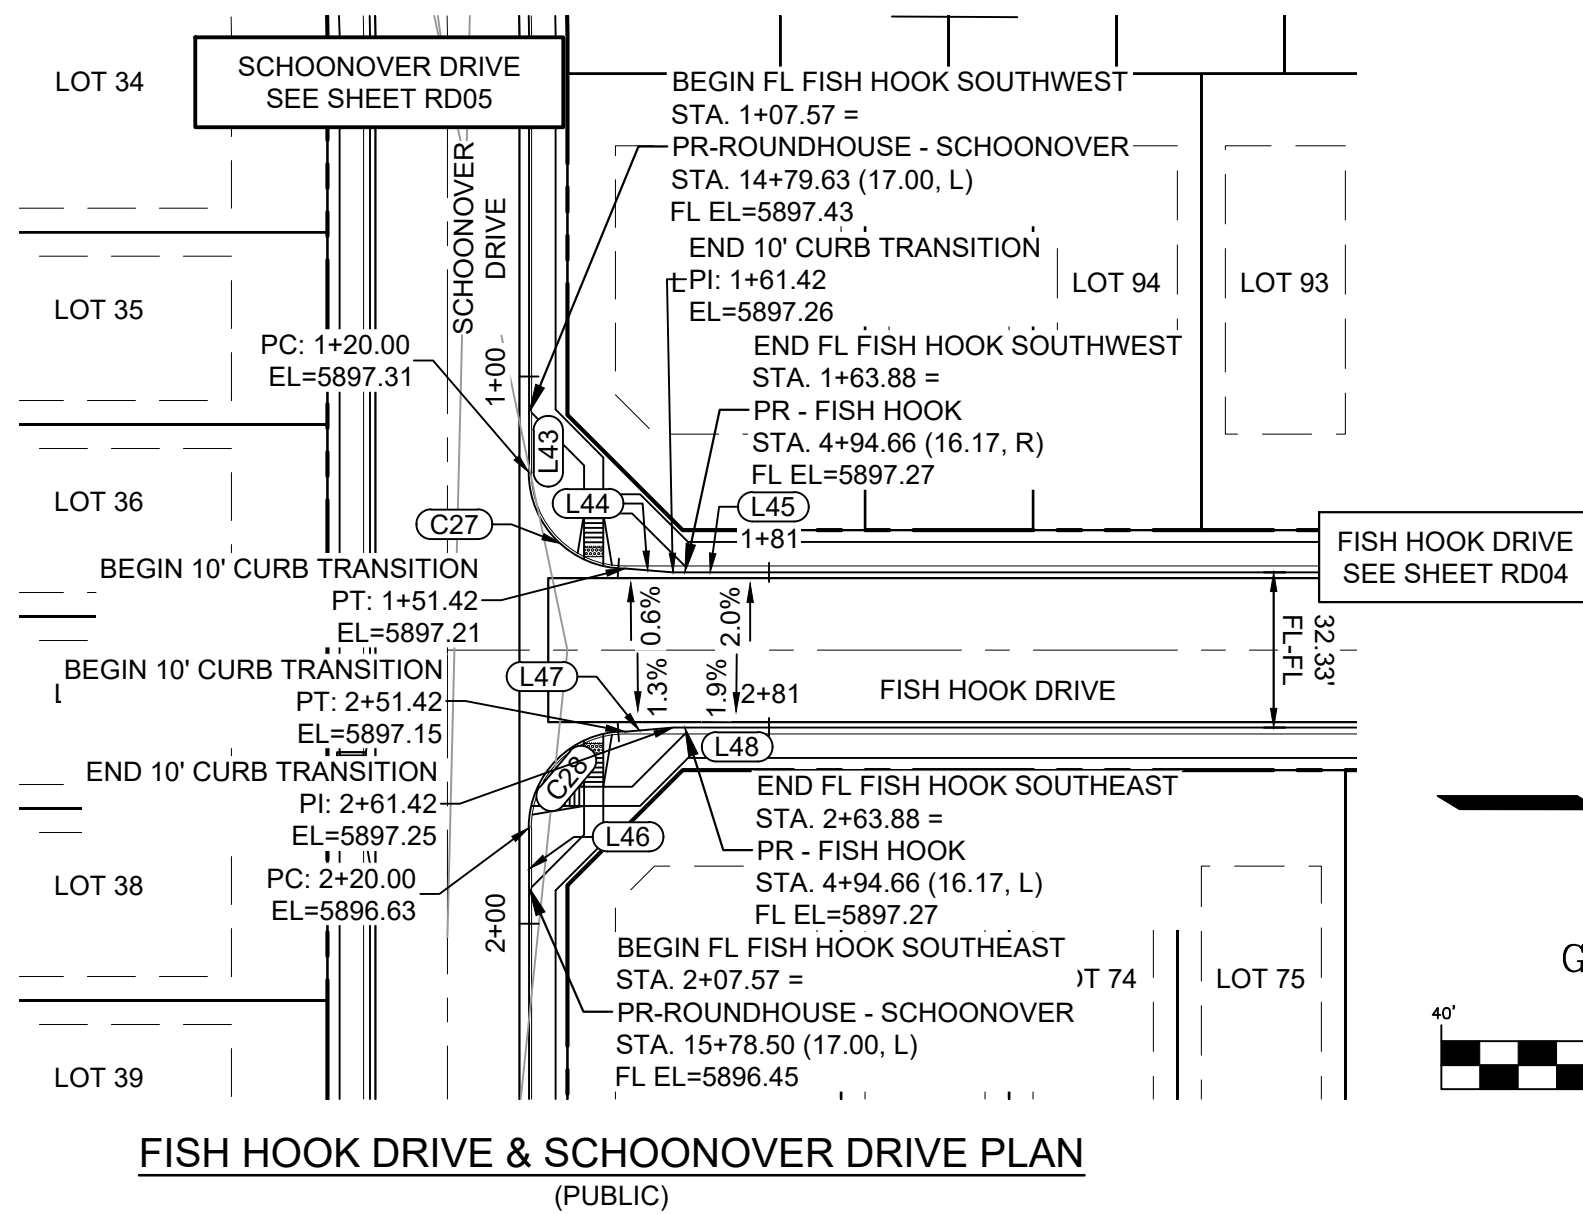 LOT 34
SCHOONOVER DRIVE
SEE SHEET RD05
BEGIN FL FISH HOOK SOUTHWEST
STA. 1+07.57 =
PR-ROUNDHOUSE - SCHOONOVER
STA. 14+79.63 (17.00, L)
FL EL=5897.43
SCHOONOVER
DRIVE
END 10' CURB TRANSITION
PI: 1+61.42
EL=5897.26
LOT 94
LOT 93
LOT 35
PC: 1+20.00
EL=5897.31
1+00
END FL FISH HOOK SOUTHWEST
STA. 1+63.88 =
PR - FISH HOOK
STA. 4+94.66 (16.17, R)
FL EL=5897.27
L43
LOT 36
L44
L45
C27
1+81
FISH HOOK DRIVE
SEE SHEET RD04
BEGIN 10' CURB TRANSITION
PT: 1+51.42
EL=5897.21
0.6%
2.0%
32.33'
FL-FL
BEGIN 10' CURB TRANSITION
PT: 2+51.42
EL=5897.15
L47
1.3%
1.9%
2+81
FISH HOOK DRIVE
L48
END 10' CURB TRANSITION
PI: 2+61.42
EL=5897.25
C28
END FL FISH HOOK SOUTHEAST
STA. 2+63.88 =
PR - FISH HOOK
STA. 4+94.66 (16.17, L)
FL EL=5897.27
L46
LOT 38
PC: 2+20.00
EL=5896.63
2+00
BEGIN FL FISH HOOK SOUTHEAST
STA. 2+07.57 =
PR-ROUNDHOUSE - SCHOONOVER
STA. 15+78.50 (17.00, L)
FL EL=5896.45
OT 74
LOT 75
G
40'
LOT 39
FISH HOOK DRIVE & SCHOONOVER DRIVE PLAN
(PUBLIC)